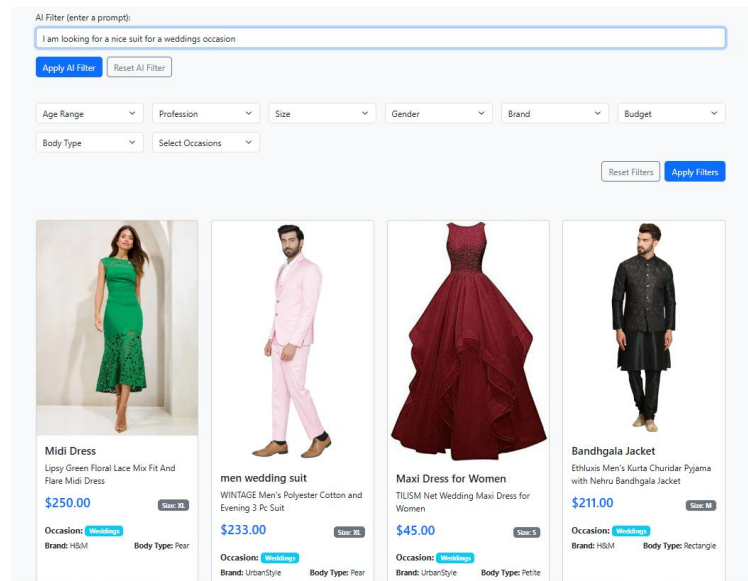 AI Filter (enter a prompt):
I am looking for a nice suit for a weddings occasion
Apply AI Filter Reset AI Filter
Age Range Profession Size Gender Brand Budget
Body Type Select Occasions
Reset Filters Apply Filters
Midi Dress
Lipsy Green Floral Lace Mix Fit And
Flare Midi Dress
$250.00 Size: XL
Occasion: Weddings
Brand: H&M Body Type: Pear
men wedding suit
WINTAGE Men's Polyester Cotton and
Evening 3 Pc Suit
$233.00 Size: XL
Occasion: Weddings
Brand: UrbanStyle Body Type: Pear
Maxi Dress for Women
TILISM Net Wedding Maxi Dress for
Women
$45.00 Size: S
Occasion: Weddings
Brand: UrbanStyle Body Type: Petite
Bandhgala Jacket
Ethluxis Men's Kurta Churidar Pyjama
with Nehru Bandhgala Jacket
$211.00 Size: M
Occasion: Weddings
Brand: H&M Body Type: Rectangle